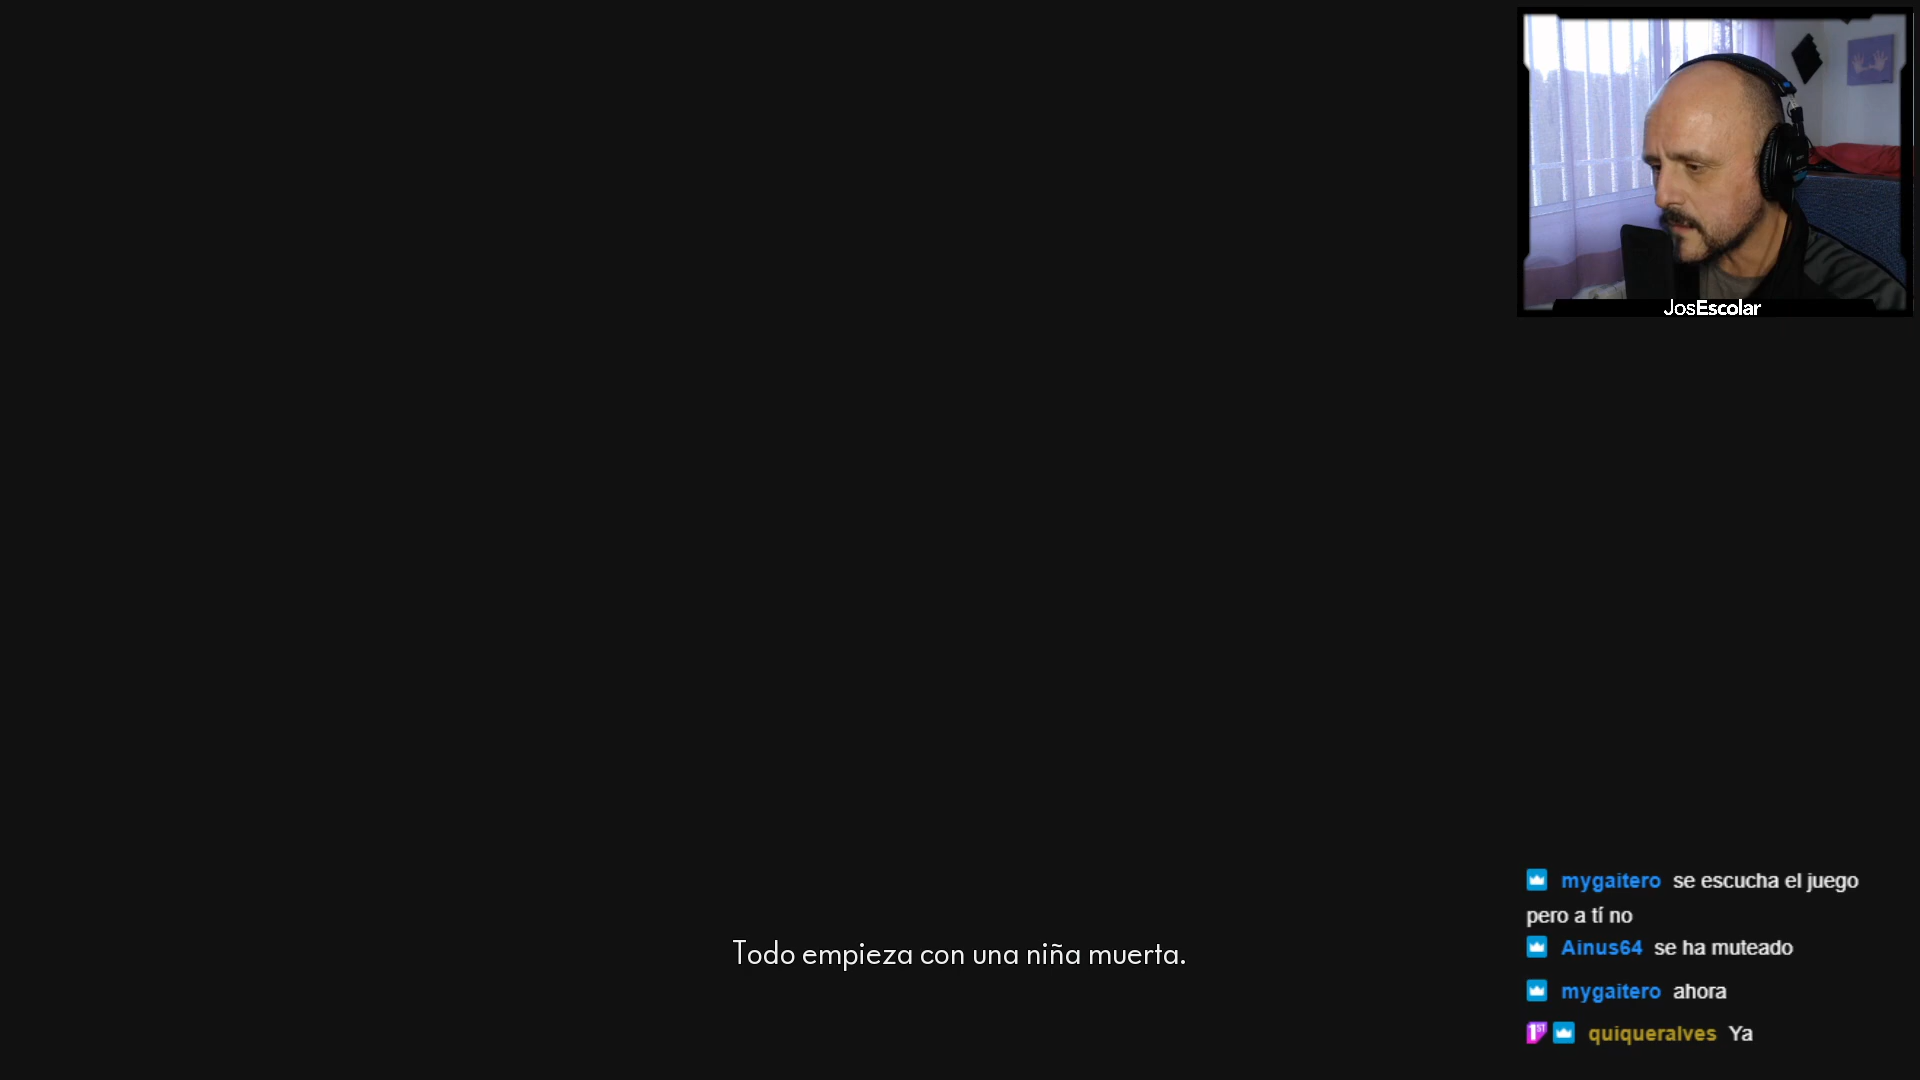 JosEscolar
mygaitero se escucha el juego
pero a tí no
Ainus64 se ha muteado
Todo empieza con una niña muerta.
mygaitero ahora
1ST quiqueralves Ya